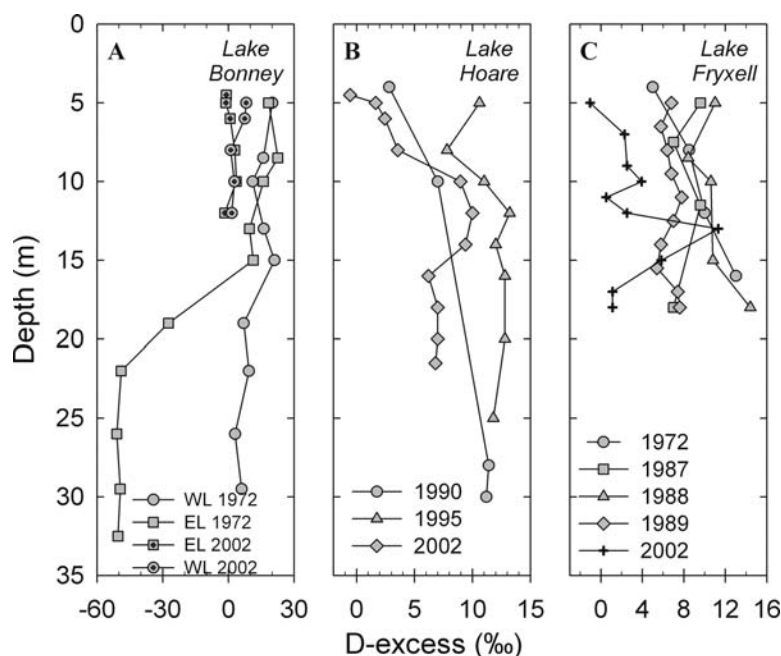 A
Lake
Bonney
B
Lake
Hoare
C
Lake
Fryxell
Depth (m)
0
5
10
15
20
25
30
35
WL 1972
EL 1972
EL 2002
WL 2002
1990
1995
2002
1972
1987
1988
1989
2002
-60 -30 0 30
0 5 10 15
0 4 8 12 16
D-excess (‰)